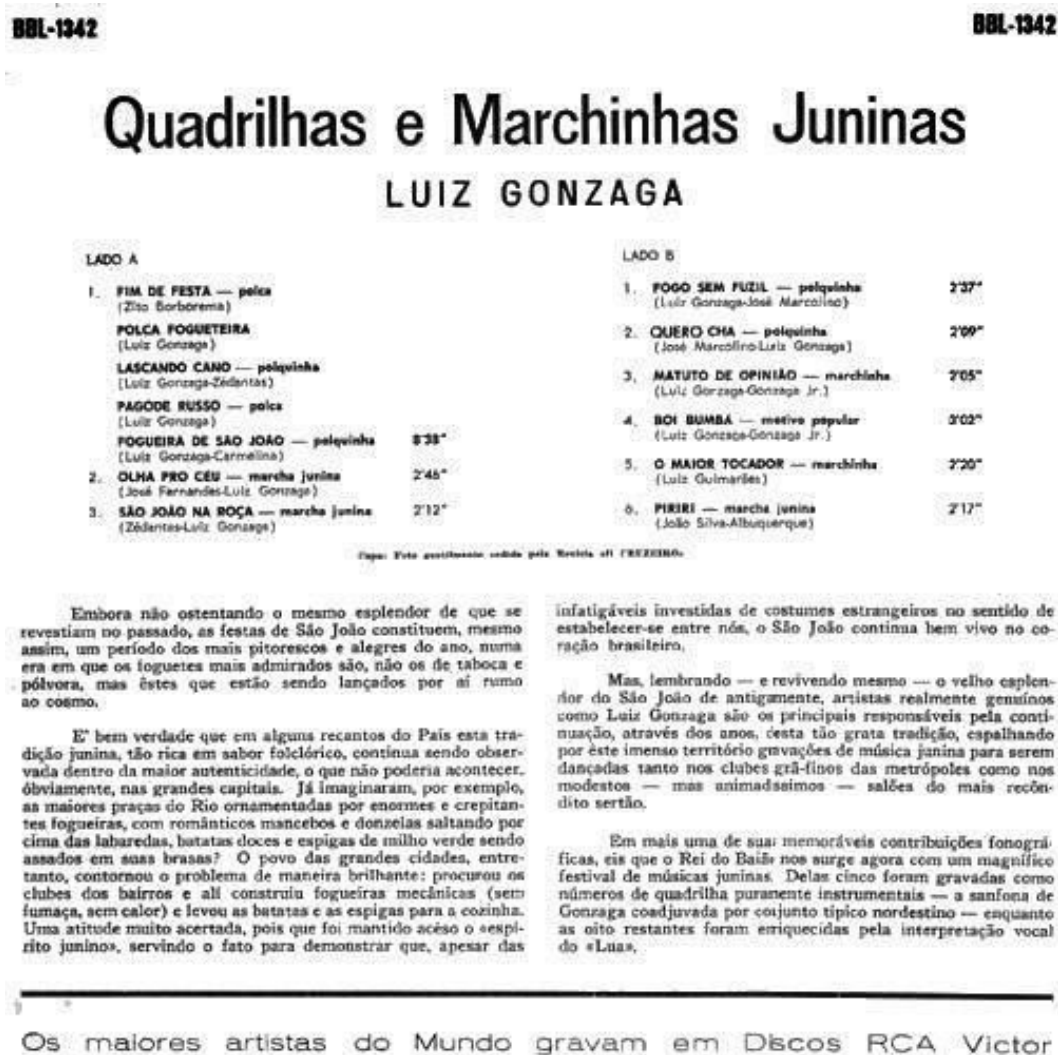 BBL-1342
BBL-1342
Quadrilhas e Marchinhas Juninas
LUIZ GONZAGA
LADO A
1. FIM DE FESTA — polca
(Zito Borborema)
POLCA FOGUETEIRA
(Luiz Gonzaga)
LASCANDO CANO — polquinha
(Luiz Gonzaga-Zédantas)
PAGODE RUSSO — polca
(Luiz Gonzaga)
FOGUEIRA DE SÃO JOÃO — polquinha 8'38"
(Luiz Gonzaga-Carmelina)
2. OLHA PRO CÉU — marcha junina 2'46"
(José Fernandes-Luiz Gonzaga)
3. SÃO JOÃO NA ROÇA — marcha junina 2'12"
(Zédantas-Luiz Gonzaga)
LADO B
1. FOGO SEM FUZIL — polquinha 2'37"
(Luiz Gonzaga-José Marcolino)
2. QUERO CHA — polquinha 2'09"
(José Marcolino-Luiz Gonzaga)
3. MATUTO DE OPINIÃO — marchinha 2'05"
(Luiz Gonzaga-Gonzaga Jr.)
4. BOI BUMBA — motivo popular 3'02"
(Luiz Gonzaga-Gonzaga Jr.)
5. O MAIOR TOCADOR — marchinha 2'20"
(Luiz Guimarães)
6. PIRIRI — marcha junina 2'17"
(João Silva-Albuquerque)
Capa: Foto gentilmente cedida pela Revista «O CRUZEIRO»
Embora não ostentando o mesmo esplendor de que se
revestiam no passado, as festas de São João constituem, mesmo
assim, um período dos mais pitorescos e alegres do ano, numa
era em que os foguetes mais admirados são, não os de taboca e
pólvora, mas êstes que estão sendo lançados por aí rumo
ao cosmo.
E' bem verdade que em alguns recantos do País esta tra-
dição junina, tão rica em sabor folclórico, continua sendo obser-
vada dentro da maior autenticidade, o que não poderia acontecer,
óbviamente, nas grandes capitais. Já imaginaram, por exemplo,
as maiores praças do Rio ornamentadas por enormes e crepitan-
tes fogueiras, com românticos mancebos e donzelas saltando por
cima das labaredas, batatas doces e espigas de milho verde sendo
assados em suas brasas? O povo das grandes cidades, entre-
tanto, contornou o problema de maneira brilhante: procurou os
clubes dos bairros e ali construiu fogueiras mecânicas (sem
fumaça, sem calor) e levou as batatas e as espigas para a cozinha.
Uma atitude muito acertada, pois que foi mantido acêso o «espí-
rito junino», servindo o fato para demonstrar que, apesar das
infatigáveis investidas de costumes estrangeiros no sentido de
estabelecer-se entre nós, o São João continua bem vivo no co-
ração brasileiro.
Mas, lembrando — e revivendo mesmo — o velho esplen-
dor do São João de antigamente, artistas realmente genuínos
como Luiz Gonzaga são os principais responsáveis pela conti-
nuação, através dos anos, desta tão grata tradição, espalhando
por êste imenso território gravações de música junina para serem
dançadas tanto nos clubes grã-finos das metrópoles como nos
modestos — mas animadíssimos — salões do mais recôn-
dito sertão.
Em mais uma de suas memoráveis contribuições fonográ-
ficas, eis que o Rei do Baião nos surge agora com um magnífico
festival de músicas juninas. Delas cinco foram gravadas como
números de quadrilha puramente instrumentais — a sanfona de
Gonzaga coadjuvada por conjunto típico nordestino — enquanto
as oito restantes foram enriquecidas pela interpretação vocal
do «Lua».
Os maiores artistas do Mundo gravam em Discos RCA Victor